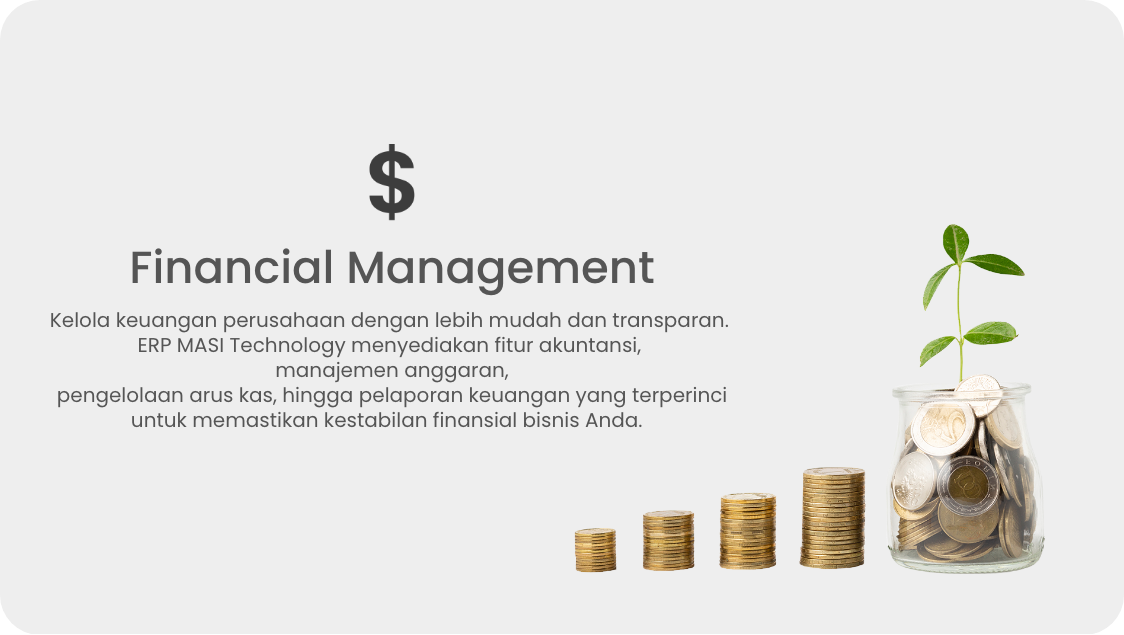 $
Financial Management
Kelola keuangan perusahaan dengan lebih mudah dan transparan.
ERP MASI Technology menyediakan fitur akuntansi,
manajemen anggaran,
pengelolaan arus kas, hingga pelaporan keuangan yang terperinci
untuk memastikan kestabilan finansial bisnis Anda.